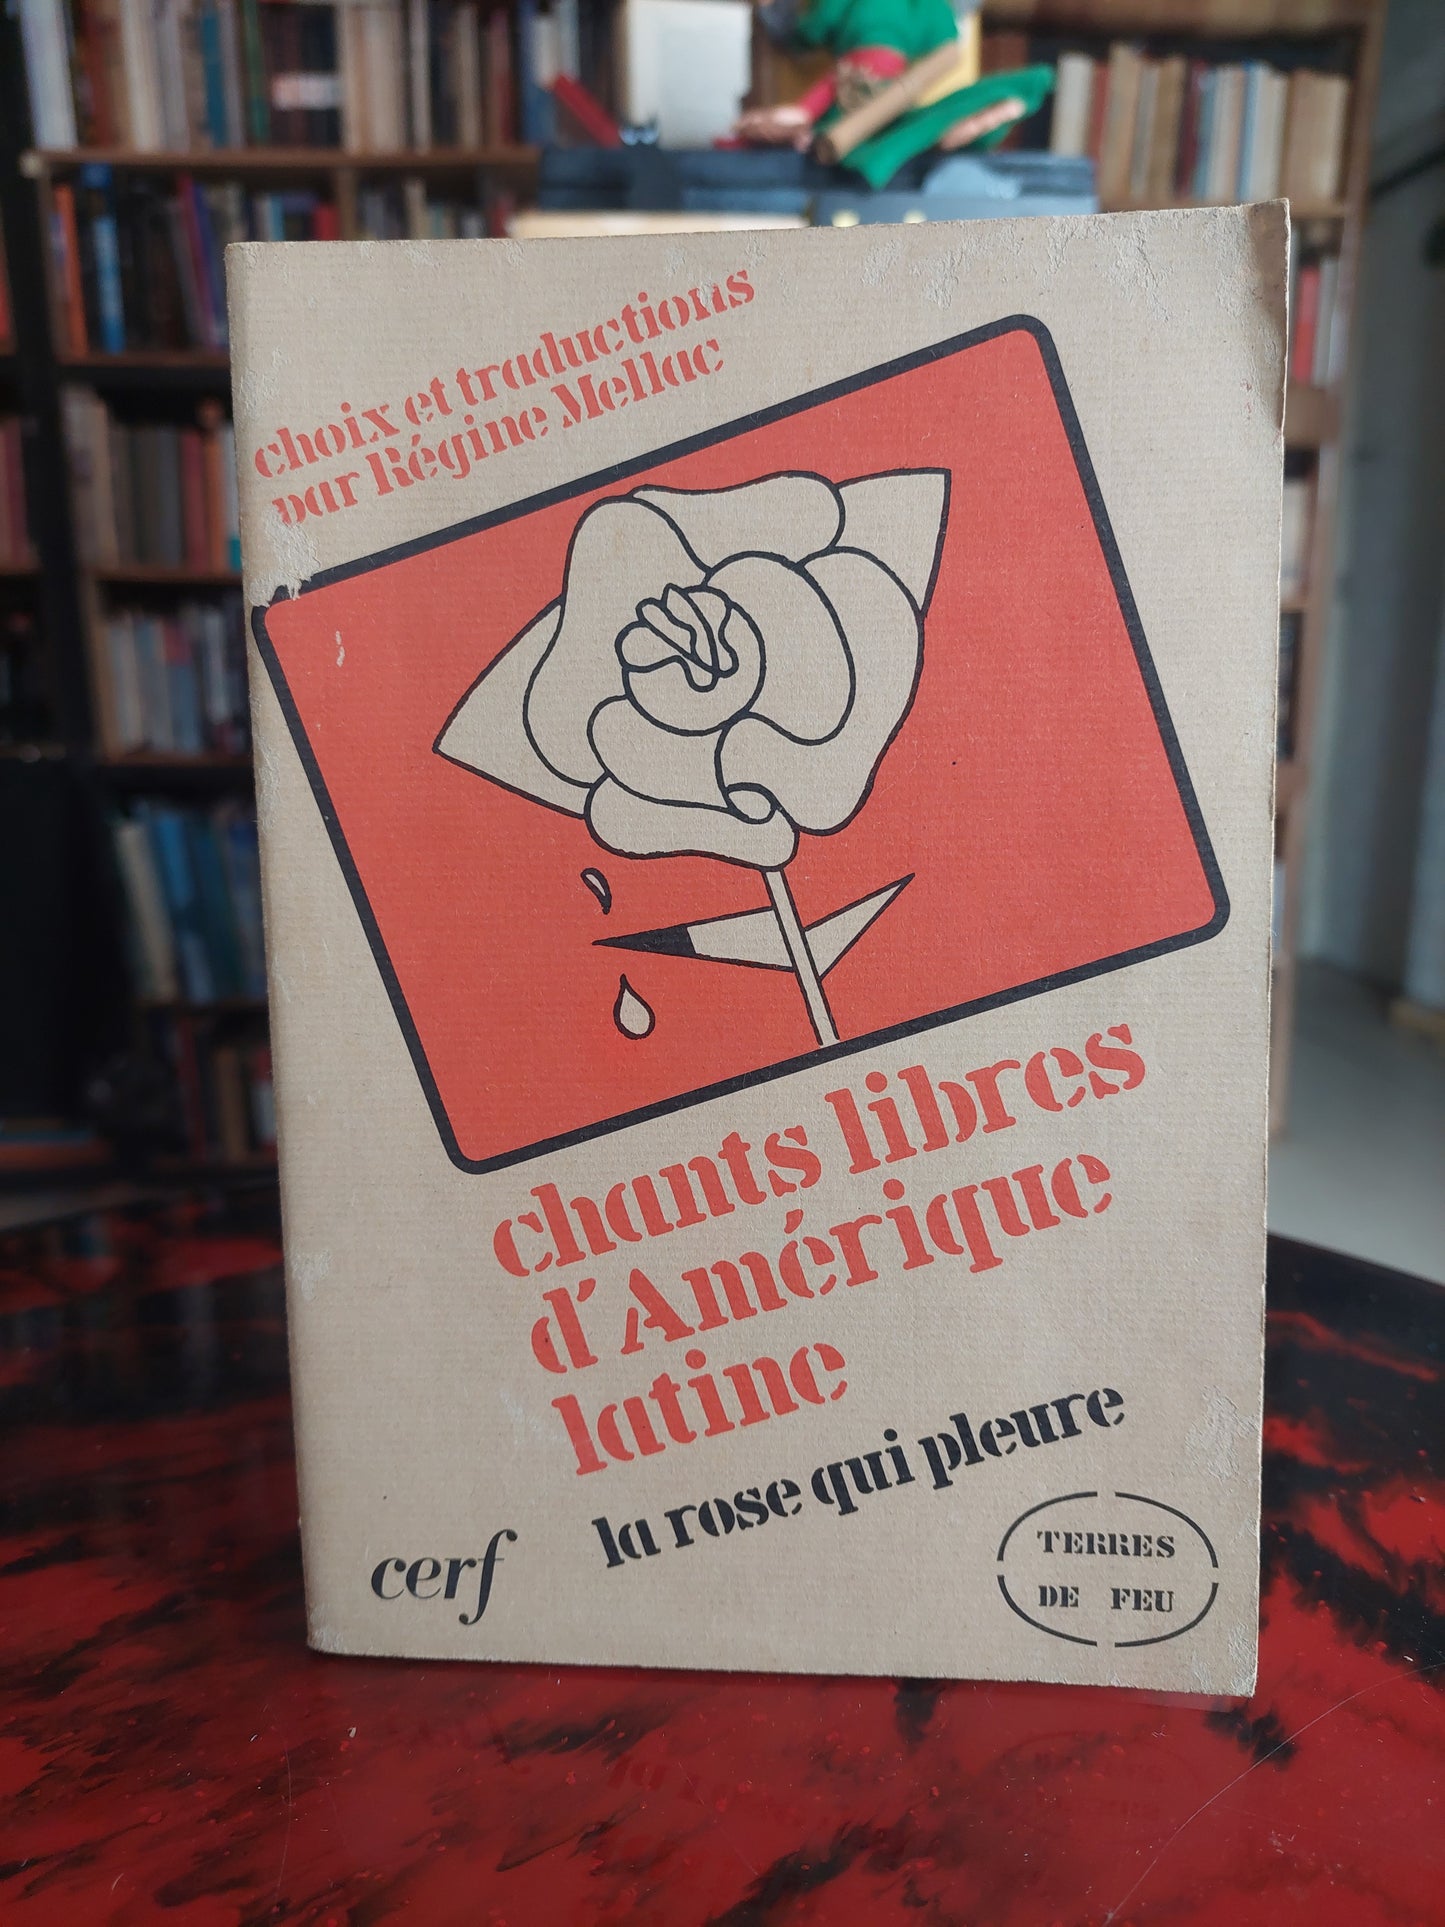 choix et traductions
par Régine Mellac
chants libres
d'Amérique
latine
la rose qui pleure
cerf
TERRES
DE FEU